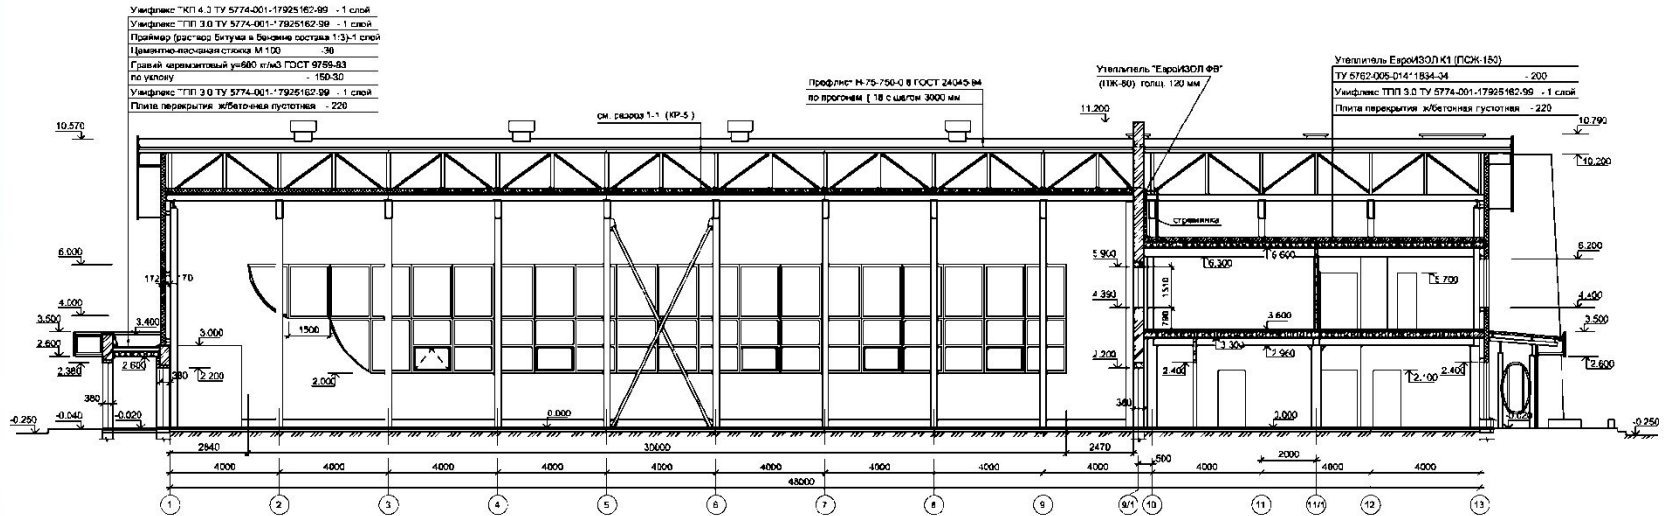 Унифлекс ТКП 4.0 ТУ 5774-001-17925162-99 - 1 слой
Унифлекс ТПП 3.0 ТУ 5774-001-17925162-99 - 1 слой
Праймер (раствор битума в бензине состава 1:3)-1 слой
Цементно-песчаная стяжка М 100 -30
Гравий керамзитовый γ=600 кг/м3 ГОСТ 9759-83
по уклону - 150-30
Унифлекс ТПП 3.0 ТУ 5774-001-17925162-99 - 1 слой
Плита перекрытия ж/бетонная пустотная - 220
см. разрез 1-1 (КР-5)
Профлист Н-75-750-0.8 ГОСТ 24045-94
по прогонам [ 18 с шагом 3000 мм
Утеплитель "ЕвроИЗОЛ ФВ"
(ПЖ-80) толщ. 120 мм
Утеплитель ЕвроИЗОЛ К1 (ПСЖ-150)
ТУ 5762-005-01411834-04 - 200
Унифлекс ТПП 3.0 ТУ 5774-001-17925162-99 - 1 слой
Плита перекрытия ж/бетонная пустотная - 220
11.200
10.570
10.790
10.200
стремянка
6.000
5.900
6.300
6.600
6.200
5.700
170
1510
4.390
4.400
4.000
3.500
3.400
3.000
1500
790
3.600
3.500
2.600
2.380
2.600
380
2.200
2.000
2.200
3.300
2.960
2.400
2.100
2.400
2.600
380
380
-0.250
-0.040
-0.020
0.000
0.000
-0.020
-0.250
2840
30000
2470
500
2000
4000 4000 4000 4000 4000 4000 4000 4000 4000 4000 4000 4000
48000
1 2 3 4 5 6 7 8 9 9/1 10 11 11/1 12 13